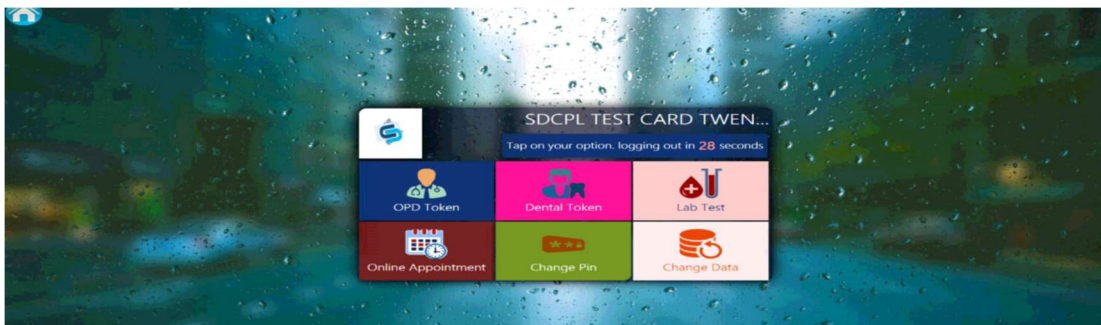 SDCPL TEST CARD TWEN...
Tap on your option. logging out in 28 seconds
OPD Token
Dental Token
Lab Test
Online Appointment
Change Pin
Change Data